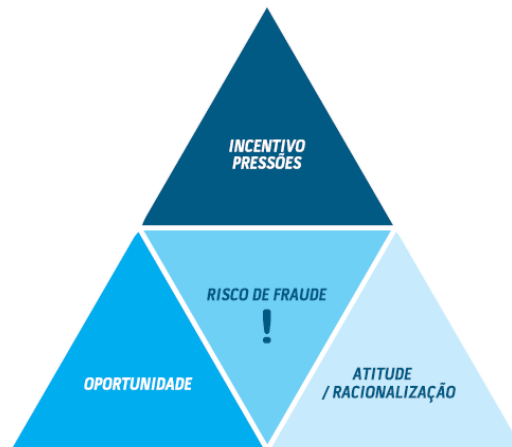 INCENTIVO
PRESSÕES
RISCO DE FRAUDE
!
OPORTUNIDADE
ATITUDE
/ RACIONALIZAÇÃO